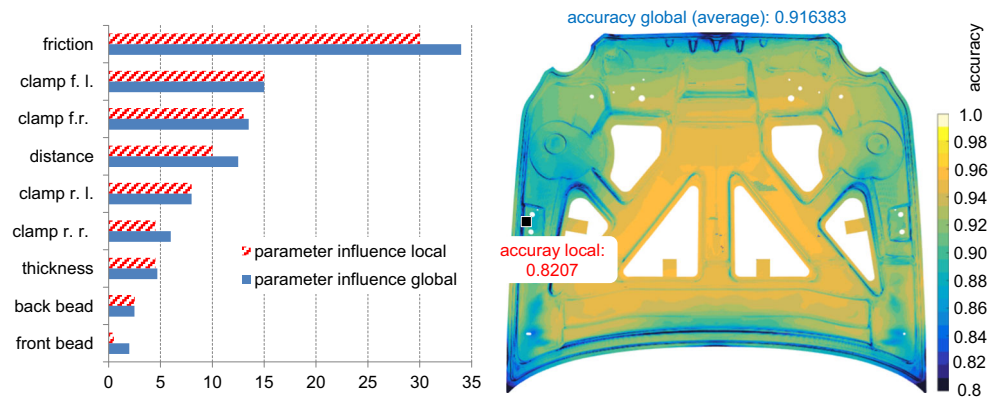 friction
clamp f. l.
clamp f.r.
distance
clamp r. l.
clamp r. r.
thickness
back bead
front bead
parameter influence local
parameter influence global
0 5 10 15 20 25 30 35
accuracy global (average): 0.916383
accuray local:
0.8207
accuracy
1.0
0.98
0.96
0.94
0.92
0.90
0.88
0.86
0.84
0.82
0.8